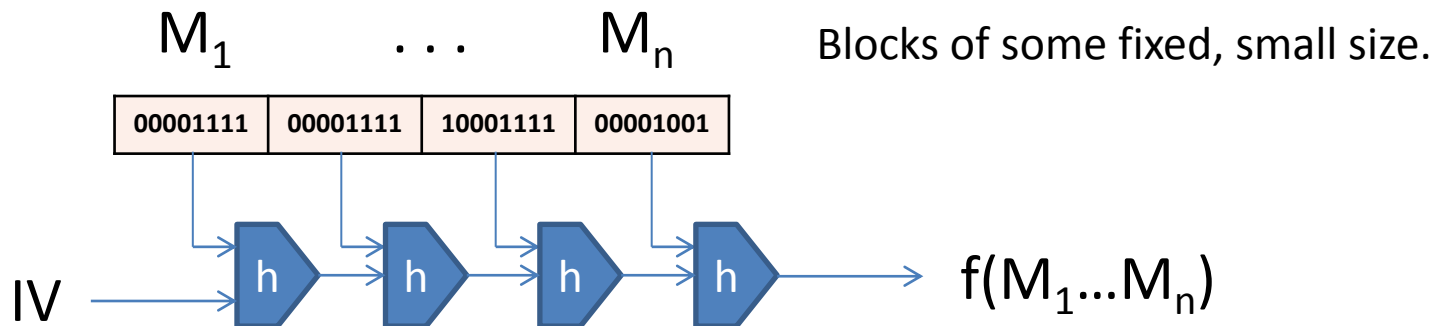 M₁ . . . Mₙ Blocks of some fixed, small size.
00001111 00001111 10001111 00001001
h h h h
IV f(M₁…Mₙ)